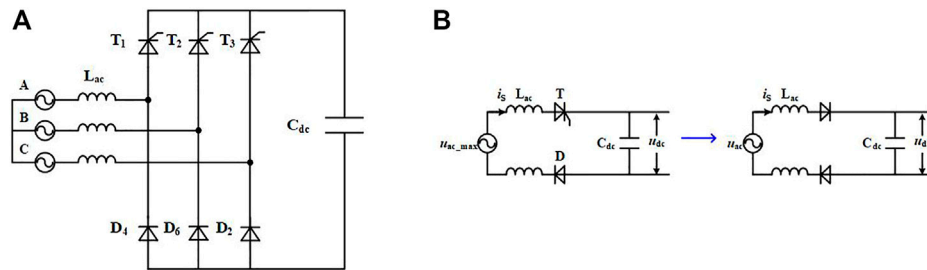 A
T1 T2 T3
Lac
A
B
C
Cdc
D4 D6 D2
B
iS Lac T
uac_max
Cdc
udc
D
iS Lac
uac
Cdc
ud